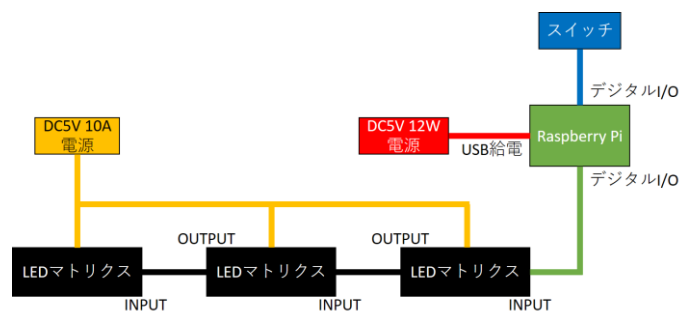 スイッチ
デジタルI/O
DC5V 10A
電源
DC5V 12W
電源
USB給電
Raspberry Pi
デジタルI/O
OUTPUT
OUTPUT
LEDマトリクス
LEDマトリクス
LEDマトリクス
INPUT
INPUT
INPUT